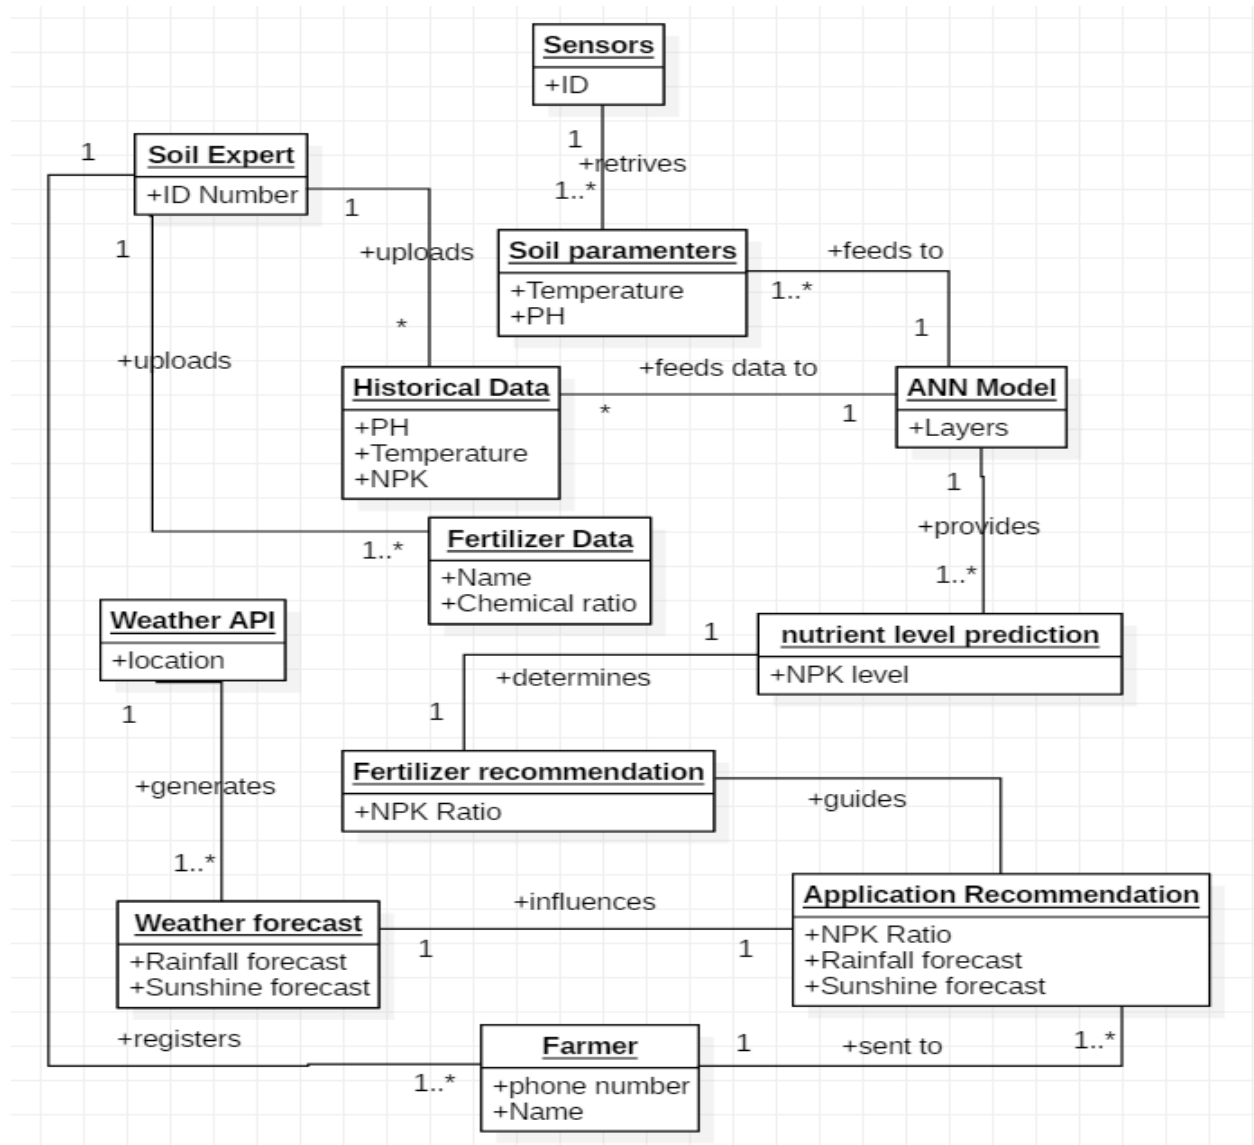 Sensors
+ID
1
+retrives
1..*
Soil Expert
+ID Number
1
1
1
+uploads
*
+uploads
1..*
Soil paramenters
+Temperature
+PH
+feeds to
1..*
1
Historical Data
+PH
+Temperature
+NPK
+feeds data to
*
1
ANN Model
+Layers
1
+provides
1..*
Fertilizer Data
+Name
+Chemical ratio
Weather API
+location
1
+generates
1..*
nutrient level prediction
+NPK level
1
+determines
1
Fertilizer recommendation
+NPK Ratio
+guides
Weather forecast
+Rainfall forecast
+Sunshine forecast
+influences
1
1
Application Recommendation
+NPK Ratio
+Rainfall forecast
+Sunshine forecast
+registers
1..*
Farmer
+phone number
+Name
1
+sent to
1..*